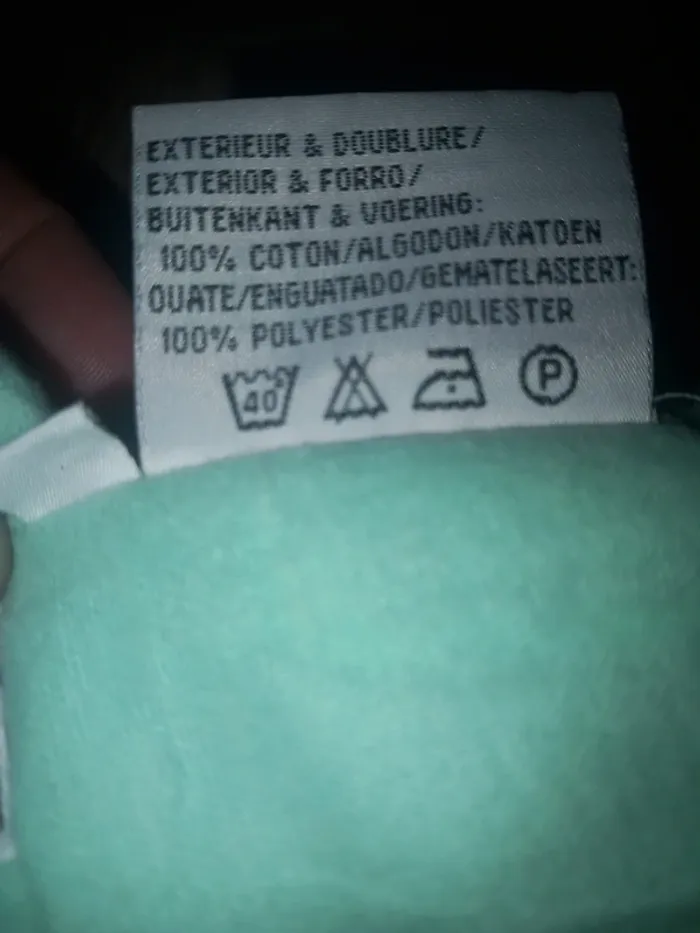 EXTERIEUR & DOUBLURE/
EXTERIOR & FORRO/
BUITENKANT & VOERING:
100% COTON/ALGODON/KATOEN
OUATE/ENGUATADO/GEMATELASEERT:
100% POLYESTER/POLIESTER
40° P